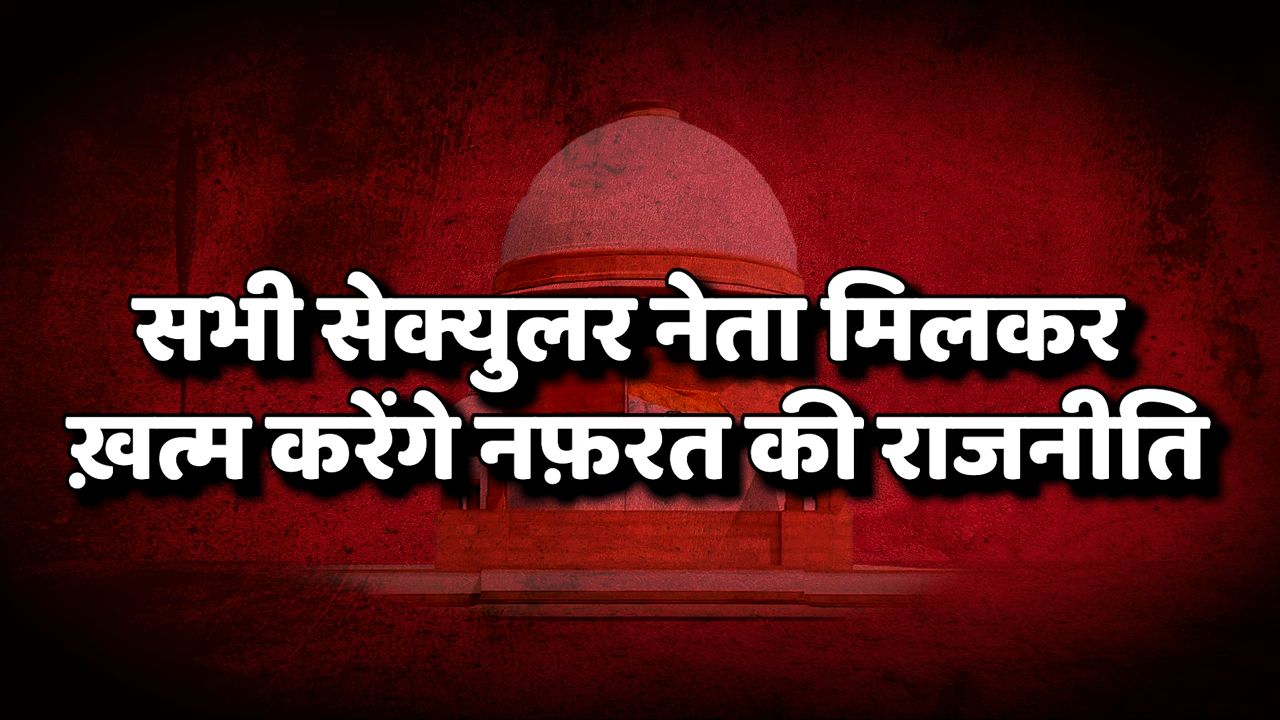 सभी सेक्युलर नेता मिलकर
ख़त्म करेंगे नफ़रत की राजनीति